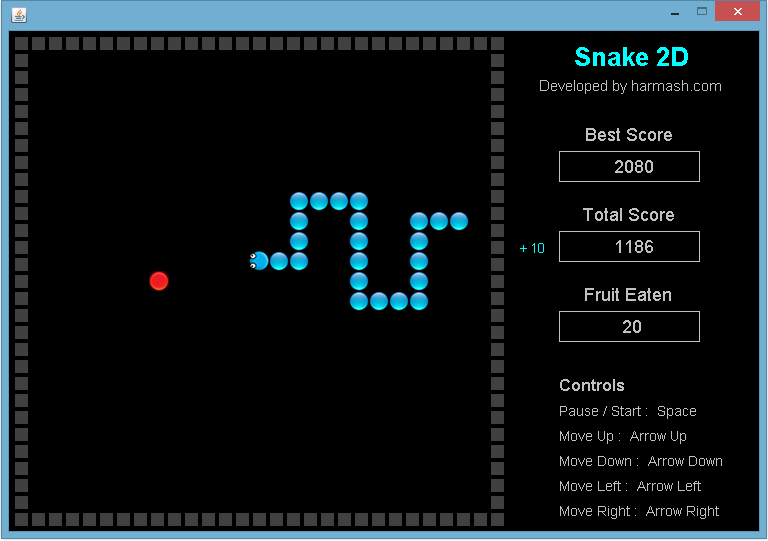 Snake 2D
Developed by harmash.com
Best Score
2080
Total Score
+ 10
1186
Fruit Eaten
20
Controls
Pause / Start : Space
Move Up : Arrow Up
Move Down : Arrow Down
Move Left : Arrow Left
Move Right : Arrow Right